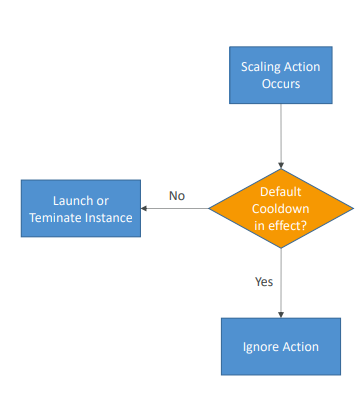 Scaling Action
Occurs
Default
Cooldown
in effect?
No
Launch or
Teminate Instance
Yes
Ignore Action